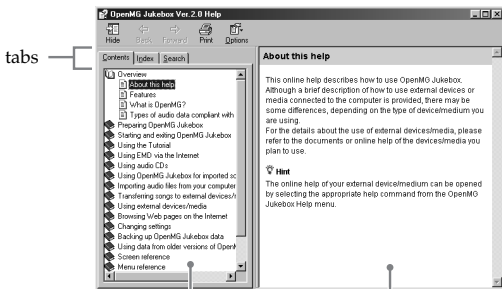 OpenMG Jukebox Ver.2.0 Help
Hide Back Forward Print Options
tabs
Contents Index Search
Overview
About this help
Features
What is OpenMG?
Types of audio data compliant with
Preparing OpenMG Jukebox
Starting and exiting OpenMG Jukebox
Using the Tutorial
Using EMD via the Internet
Using audio CDs
Using OpenMG Jukebox for imported sc
Importing audio files from your computer
Transferring songs to external devices/r
Using external devices/media
Browsing Web pages on the Internet
Changing settings
Backing up OpenMG Jukebox data
Using data from older versions of OpenM
Screen reference
Menu reference
About this help
This online help describes how to use OpenMG Jukebox.
Although a brief description of how to use external devices or
media connected to the computer is provided, there may be
some differences, depending on the type of device/medium you
are using.
For the details about the use of external devices/media, please
refer to the documents or online help of the devices/media you
plan to use.
Hint
The online help of your external device/medium can be opened
by selecting the appropriate help command from the OpenMG
Jukebox Help menu.